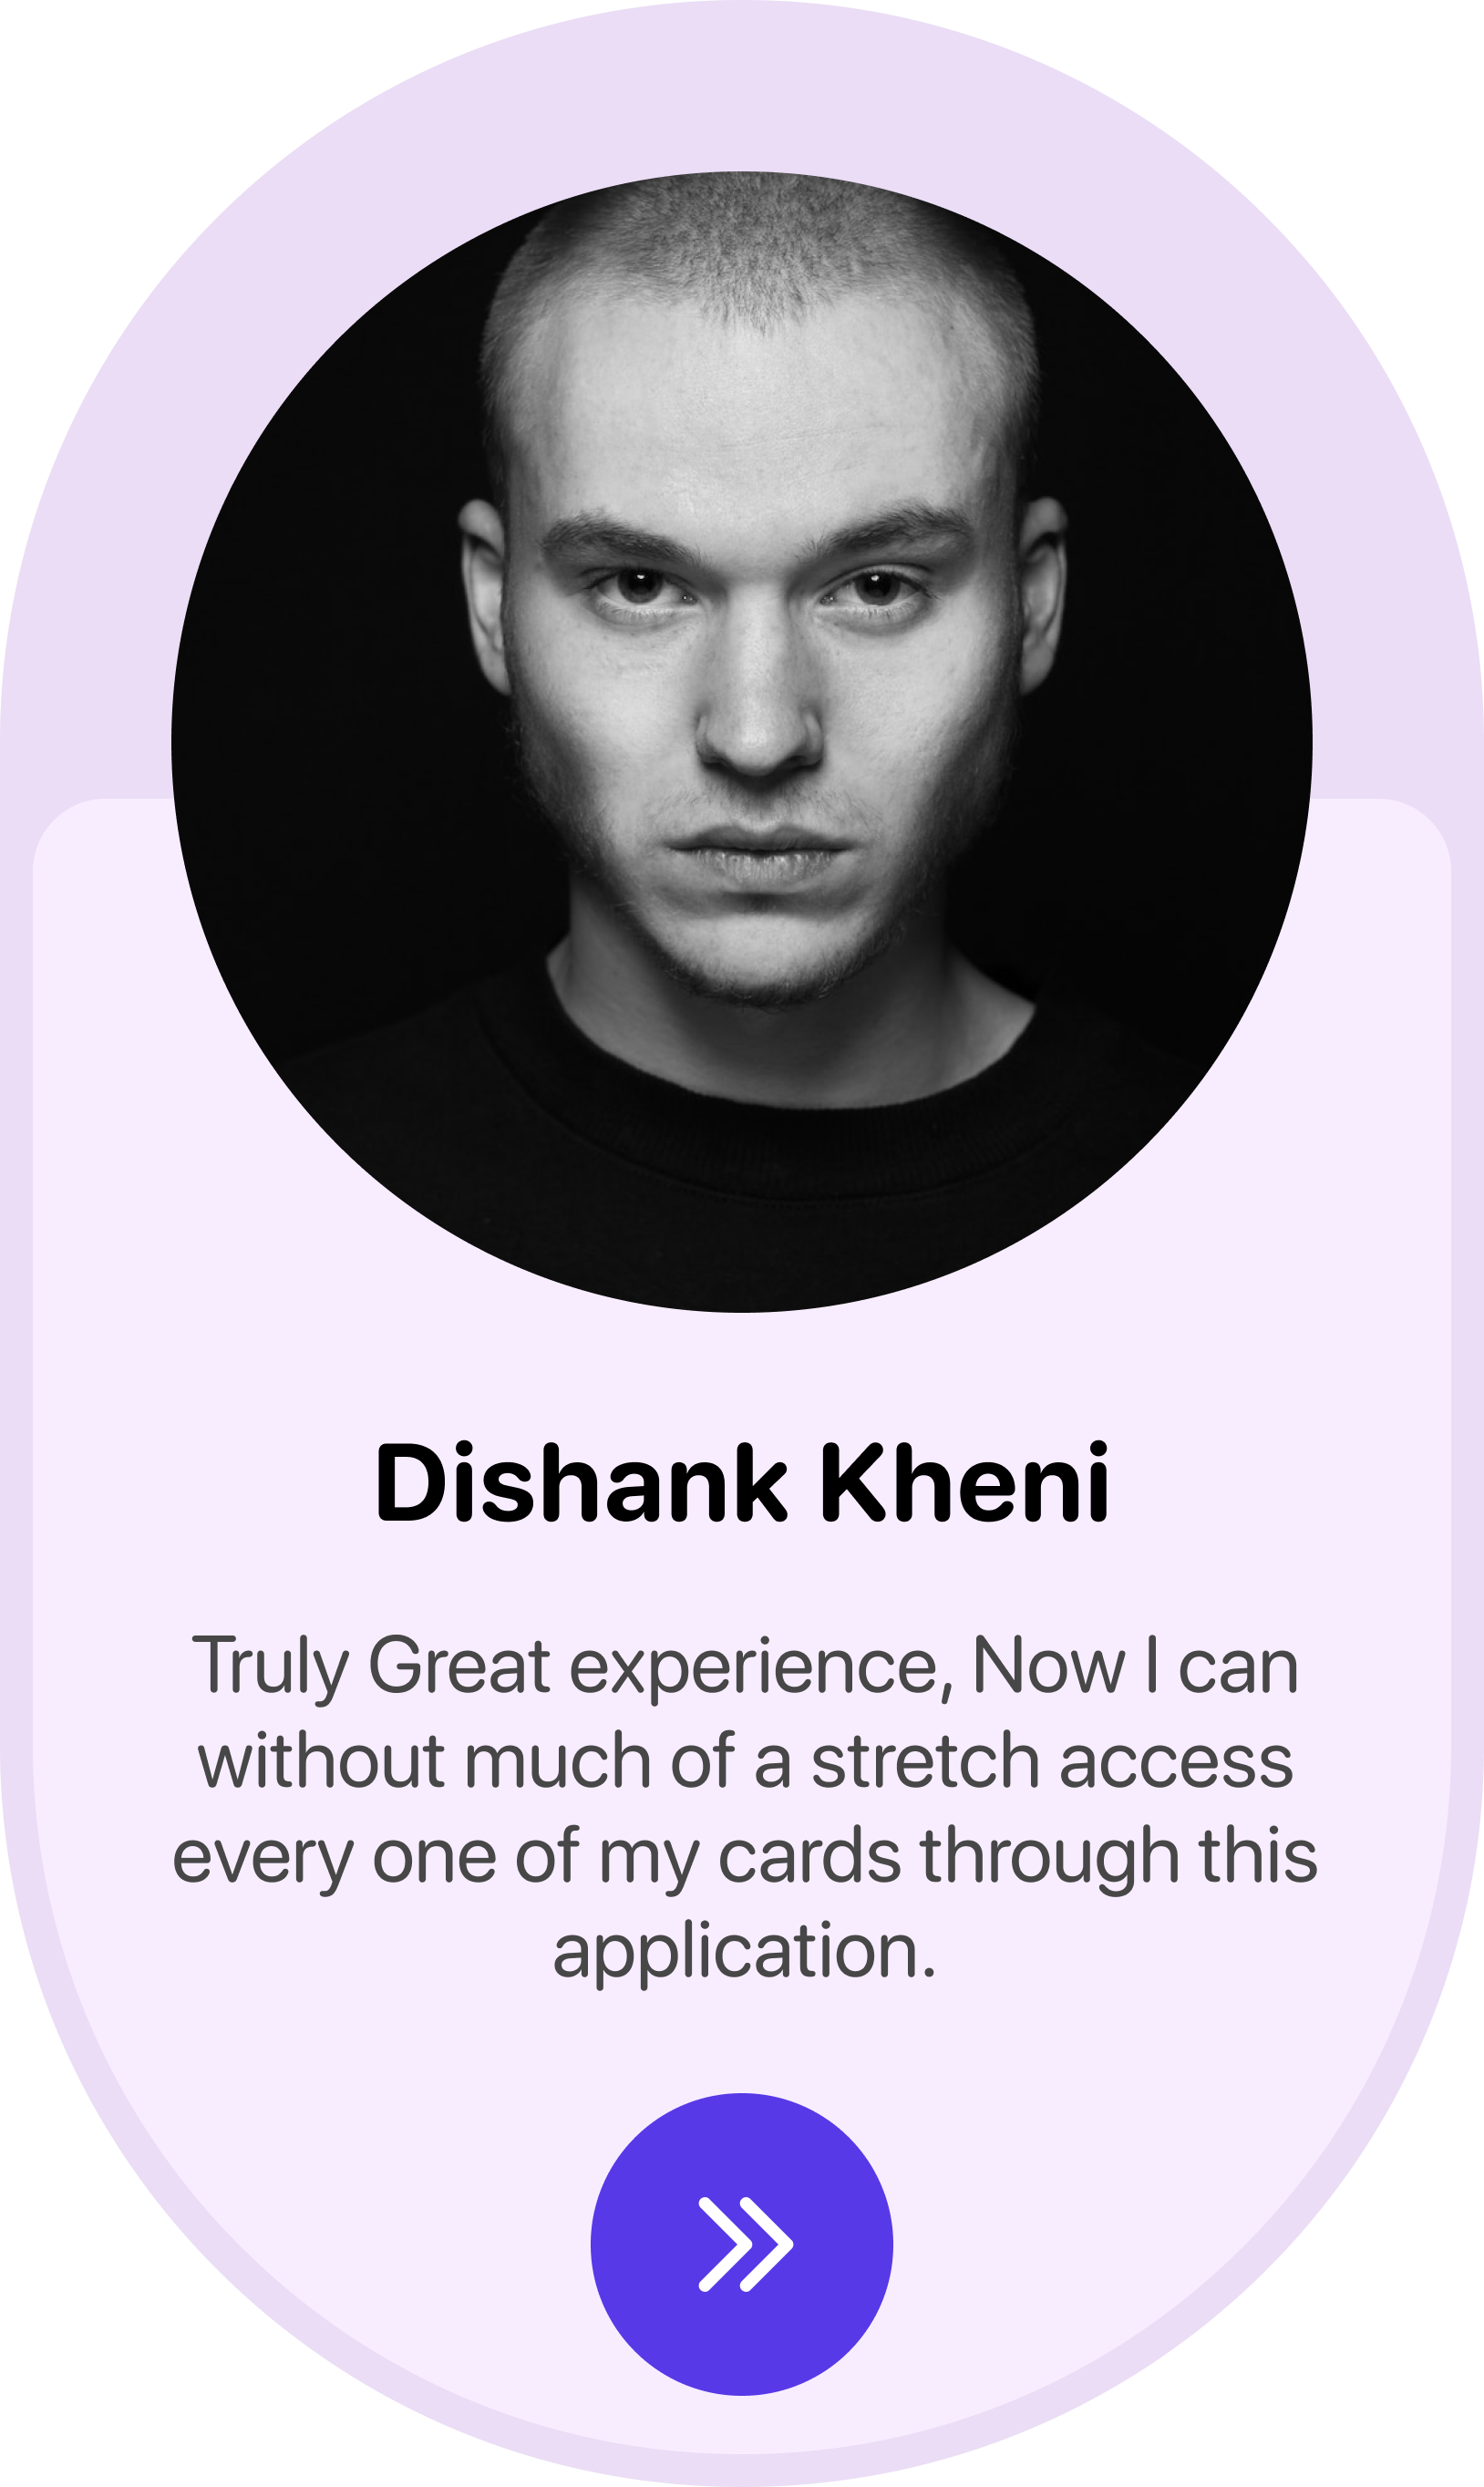 Dishank Kheni
Truly Great experience, Now I can
without much of a stretch access
every one of my cards through this
application.